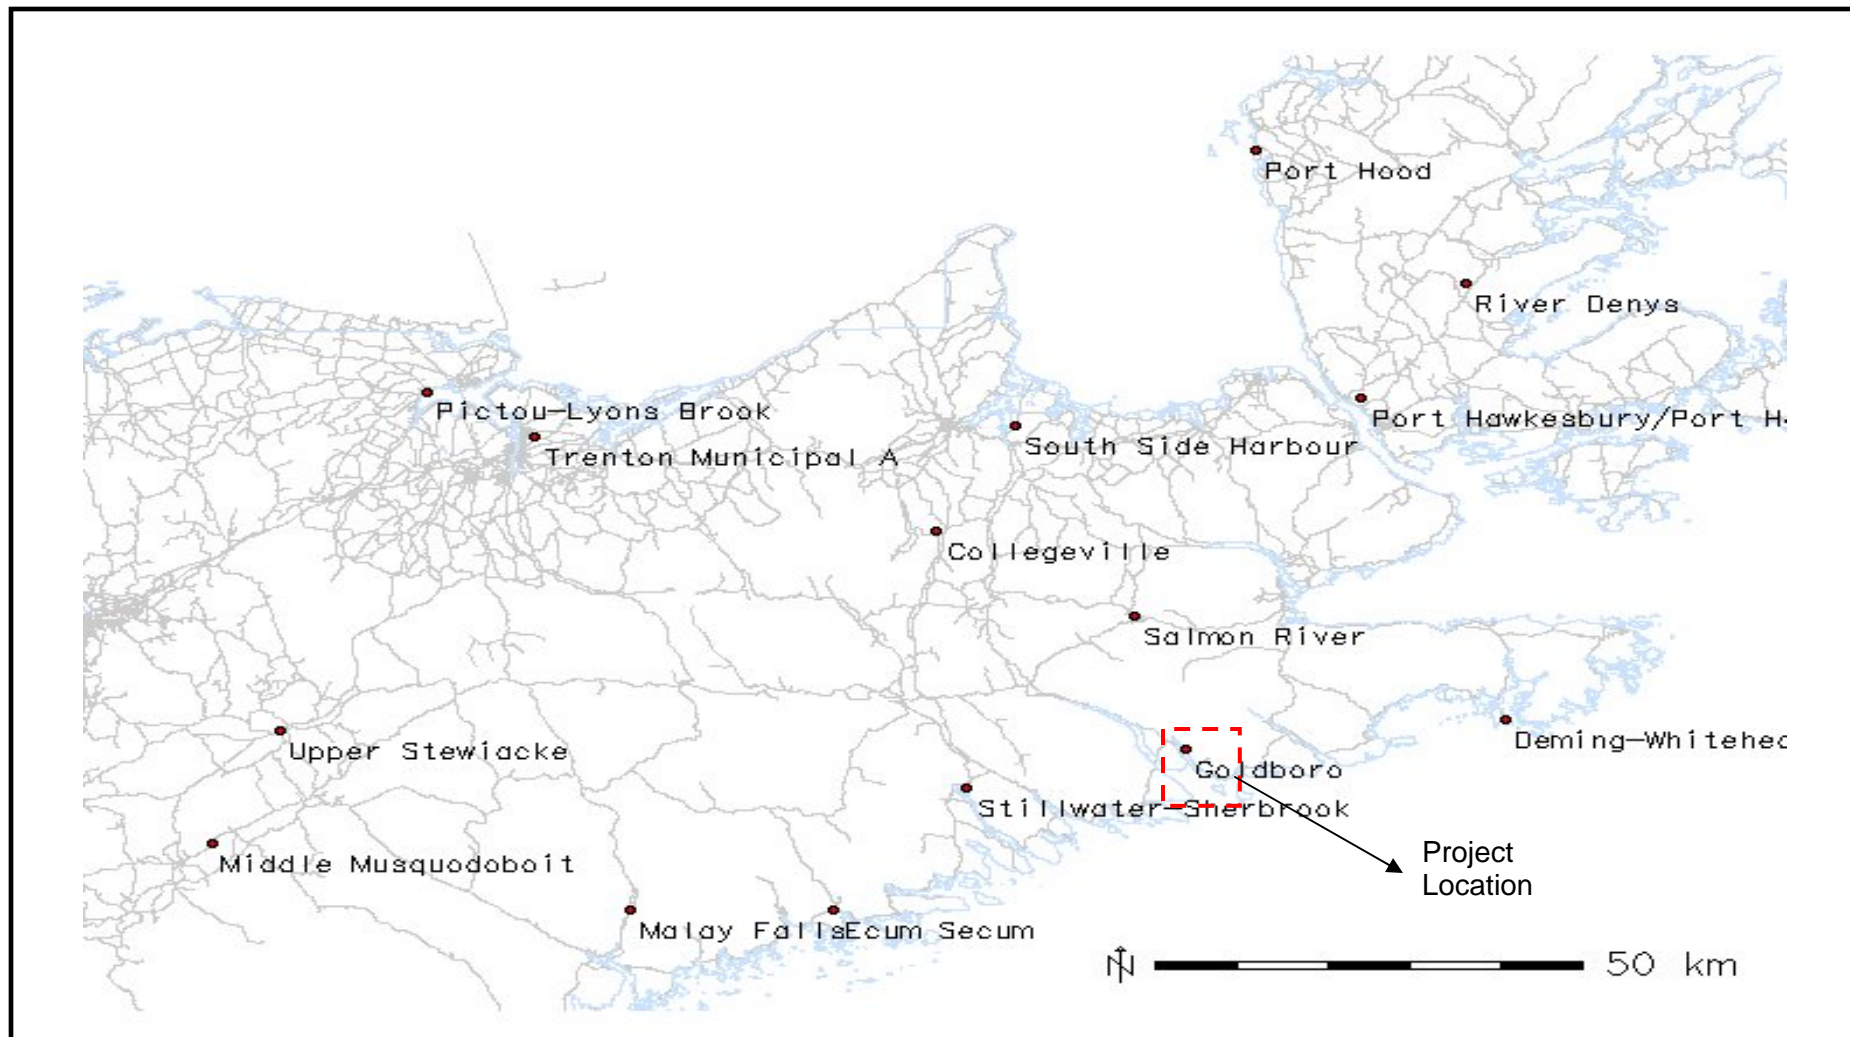 Port Hood
River Denys
Pictou-Lyons Brook
Port Hawkesbury/Port H
Trenton Municipal A
South Side Harbour
Collegeville
Salmon River
Upper Stewiacke
Deming-Whitehea
Goldboro
Stillwater-Sherbrook
Middle Musquodoboit
Project
Location
Malay Falls
Ecum Secum
N
50 km